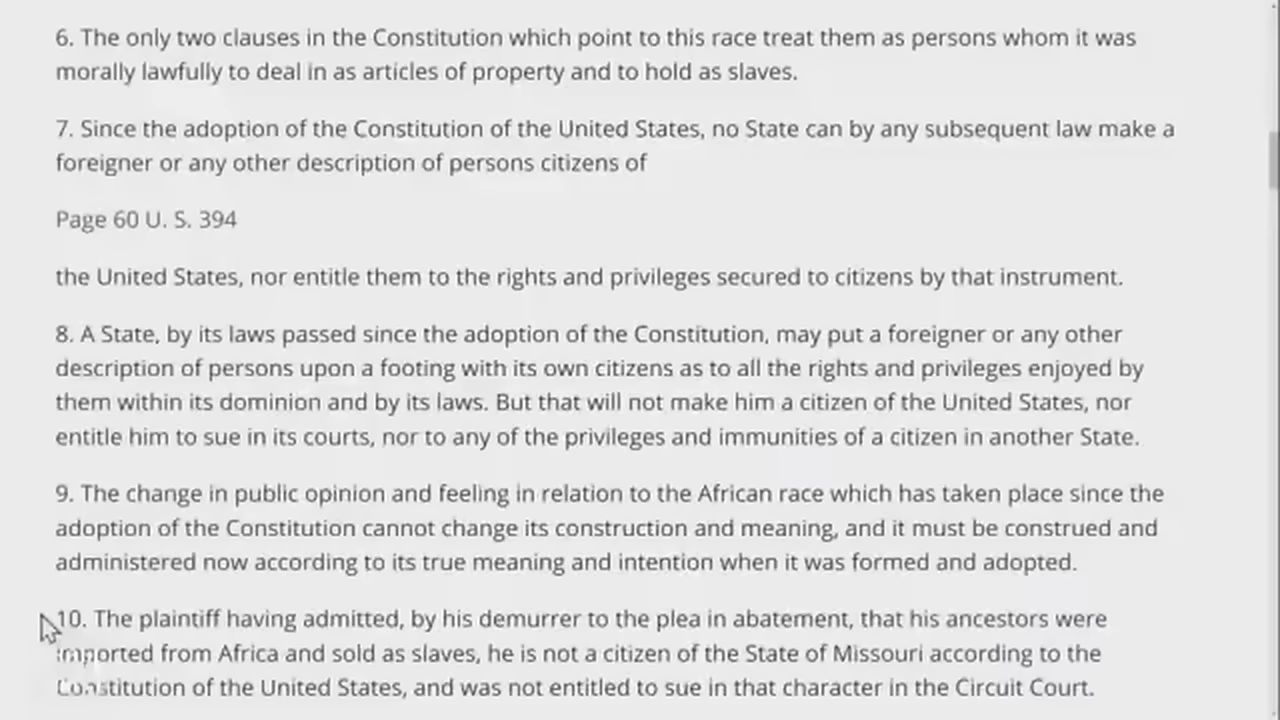 6. The only two clauses in the Constitution which point to this race treat them as persons whom it was
morally lawfully to deal in as articles of property and to hold as slaves.
7. Since the adoption of the Constitution of the United States, no State can by any subsequent law make a
foreigner or any other description of persons citizens of
Page 60 U. S. 394
the United States, nor entitle them to the rights and privileges secured to citizens by that instrument.
8. A State, by its laws passed since the adoption of the Constitution, may put a foreigner or any other
description of persons upon a footing with its own citizens as to all the rights and privileges enjoyed by
them within its dominion and by its laws. But that will not make him a citizen of the United States, nor
entitle him to sue in its courts, nor to any of the privileges and immunities of a citizen in another State.
9. The change in public opinion and feeling in relation to the African race which has taken place since the
adoption of the Constitution cannot change its construction and meaning, and it must be construed and
administered now according to its true meaning and intention when it was formed and adopted.
10. The plaintiff having admitted, by his demurrer to the plea in abatement, that his ancestors were
imported from Africa and sold as slaves, he is not a citizen of the State of Missouri according to the
Constitution of the United States, and was not entitled to sue in that character in the Circuit Court.